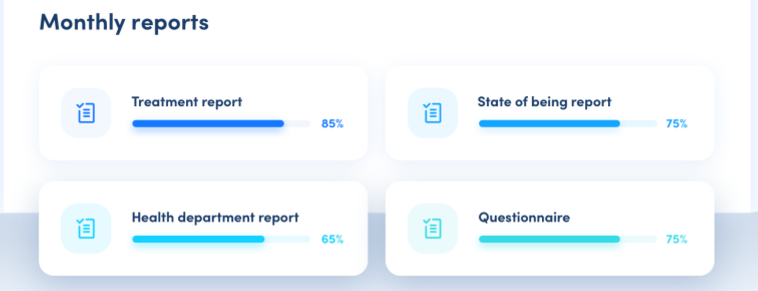 Monthly reports
Treatment report
85%
State of being report
75%
Health department report
65%
Questionnaire
75%